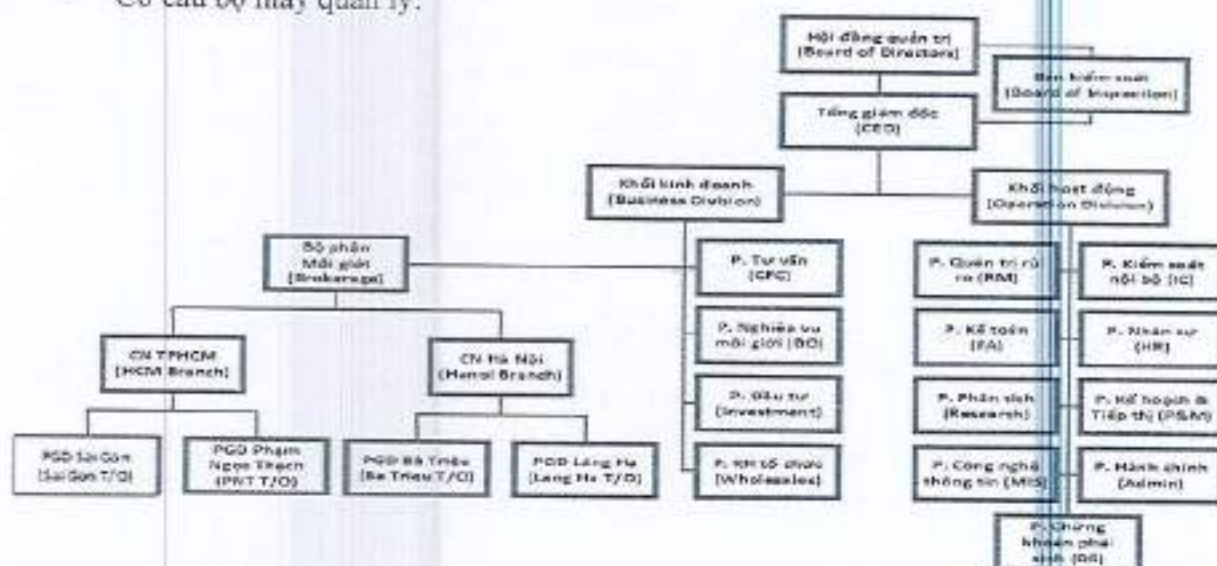 Cơ cấu bộ máy quản lý:
Hội đồng quản trị
(Board of Directors)
Ban kiểm soát
(Board of Inspection)
Tổng giám đốc
(CEO)
Khối kinh doanh
(Business Division)
Khối hoạt động
(Operation Division)
Bộ phận
Môi giới
(Brokerage)
CN TPHCM
(HCM Branch)
CN Hà Nội
(Hanoi Branch)
PGD Sài Gòn
(Sai Gon T/O)
PGD Phạm
Ngọc Thạch
(PNT T/O)
PGD Bà Triệu
(Ba Trieu T/O)
PGD Láng Hạ
(Lang Ha T/O)
P. Tư vấn
(CFC)
P. Nghiệp vụ
môi giới (BO)
P. Đầu tư
(Investment)
P. KH tổ chức
(Wholesales)
P. Quản trị rủi
ro (RM)
P. Kiểm soát
nội bộ (IC)
P. Kế toán
(FA)
P. Nhân sự
(HR)
P. Phân tích
(Research)
P. Kế hoạch &
Tiếp thị (P&M)
P. Công nghệ
thông tin (MIS)
P. Hành chính
(Admin)
P. Chứng
khoán phái
sinh (DS)